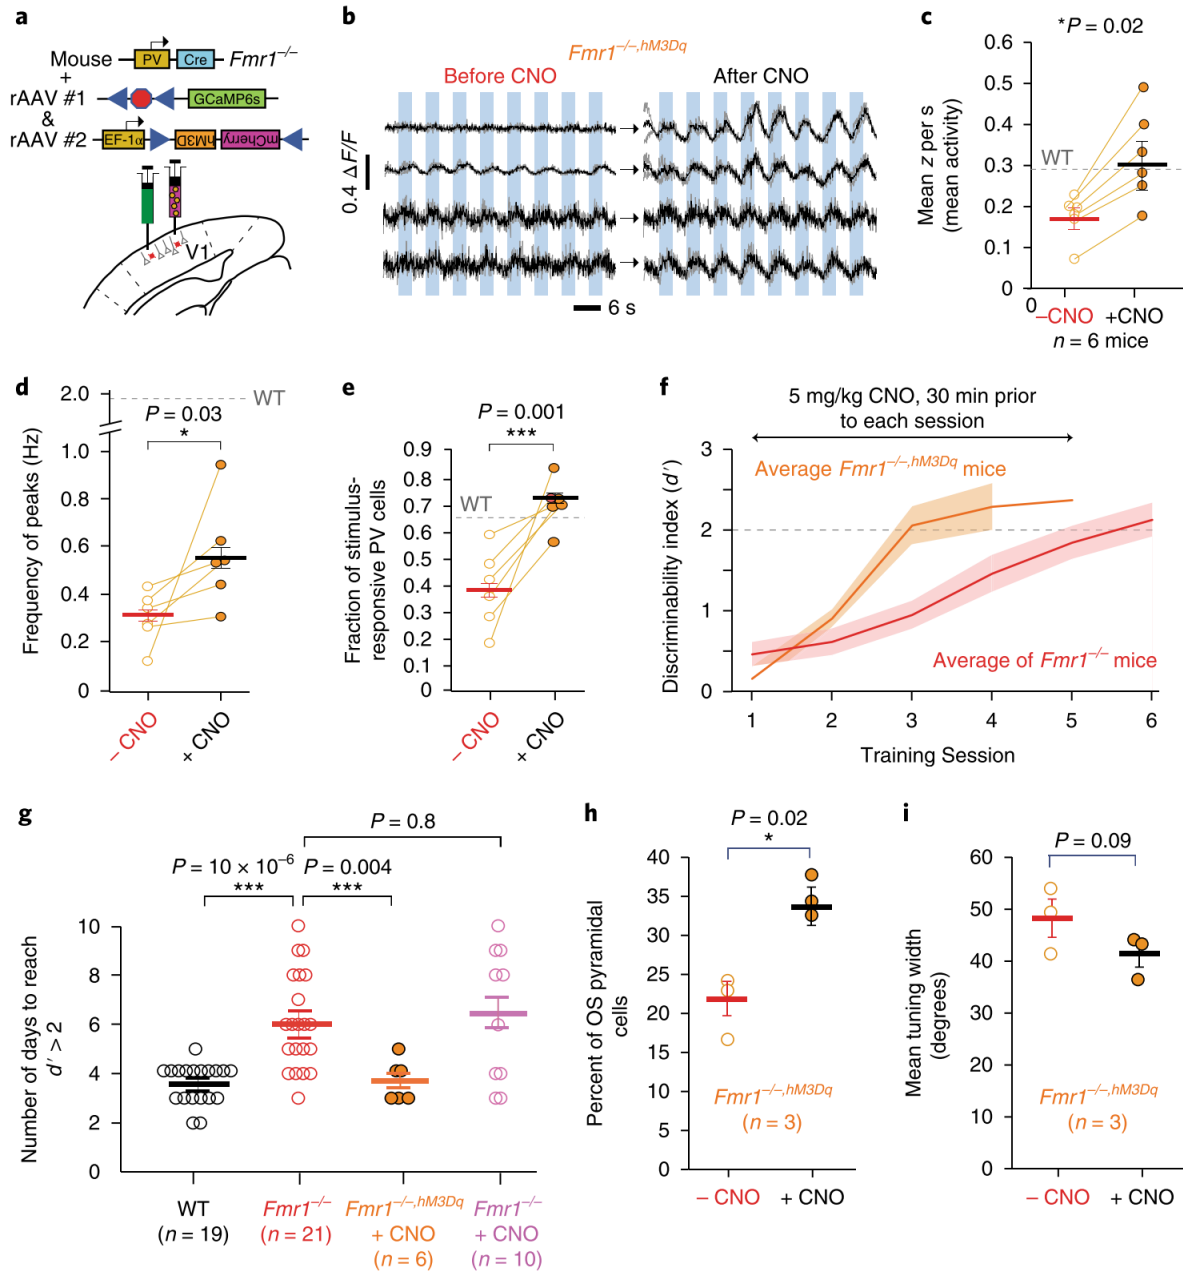 a
Mouse
PV
Cre
Fmr1−/−
+
rAAV #1
GCaMP6s
&
rAAV #2
EF-1α
hM3D
mCherry
V1
b
Fmr1−/−,hM3Dq
Before CNO
After CNO
0.4 ΔF/F
6 s
c
*P = 0.02
Mean z per s
(mean activity)
0.6
0.5
0.4
0.3
0.2
0.1
0
0
WT
−CNO
+CNO
n = 6 mice
d
Frequency of peaks (Hz)
2.0
1.0
0.8
0.6
0.4
0.2
0
WT
P = 0.03
*
− CNO
+ CNO
e
Fraction of stimulus-
responsive PV cells
P = 0.001
***
0.9
0.8
0.7
0.6
0.5
0.4
0.3
0.2
0.1
0
WT
− CNO
+ CNO
f
5 mg/kg CNO, 30 min prior
to each session
Discriminability index (d′)
3
2
1
0
Average Fmr1−/−,hM3Dq mice
Average of Fmr1−/− mice
1 2 3 4 5 6
Training Session
g
P = 0.8
P = 10 × 10−6
P = 0.004
***
***
Number of days to reach
d′ > 2
10
8
6
4
2
0
WT
(n = 19)
Fmr1−/−
(n = 21)
Fmr1−/−,hM3Dq
+ CNO
(n = 6)
Fmr1−/−
+ CNO
(n = 10)
h
P = 0.02
*
Percent of OS pyramidal
cells
40
35
30
25
20
15
10
5
0
Fmr1−/−,hM3Dq
(n = 3)
− CNO
+ CNO
i
P = 0.09
Mean tuning width
(degrees)
60
50
40
30
20
10
0
Fmr1−/−,hM3Dq
(n = 3)
− CNO
+ CNO